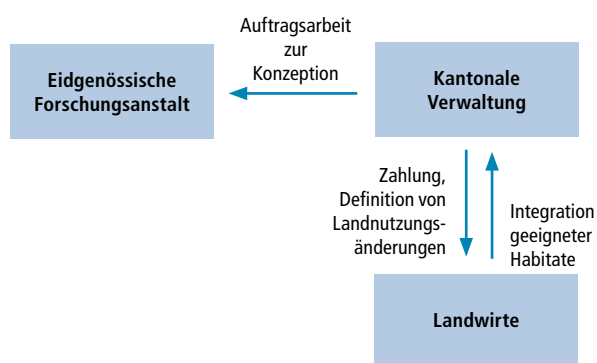 Auftragsarbeit
zur
Konzeption
Eidgenössische
Forschungsanstalt
Kantonale
Verwaltung
Zahlung,
Definition von
Landnutzungs-
änderungen
Integration
geeigneter
Habitate
Landwirte